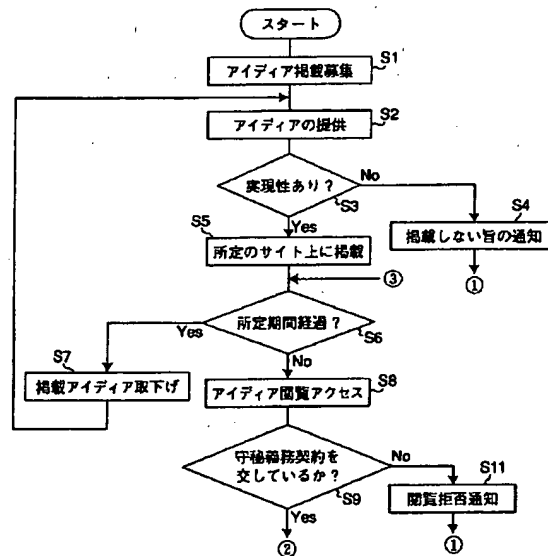 スタート
アイディア掲載募集
S1
アイディアの提供
S2
実現性あり?
S3
No
Yes
S4
掲載しない旨の通知
①
S5
所定のサイト上に掲載
③
所定期間経過?
S6
Yes
No
S7
掲載アイディア取下げ
S8
アイディア閲覧アクセス
守秘義務契約を
交しているか?
S9
No
Yes
S11
閲覧拒否通知
①
②